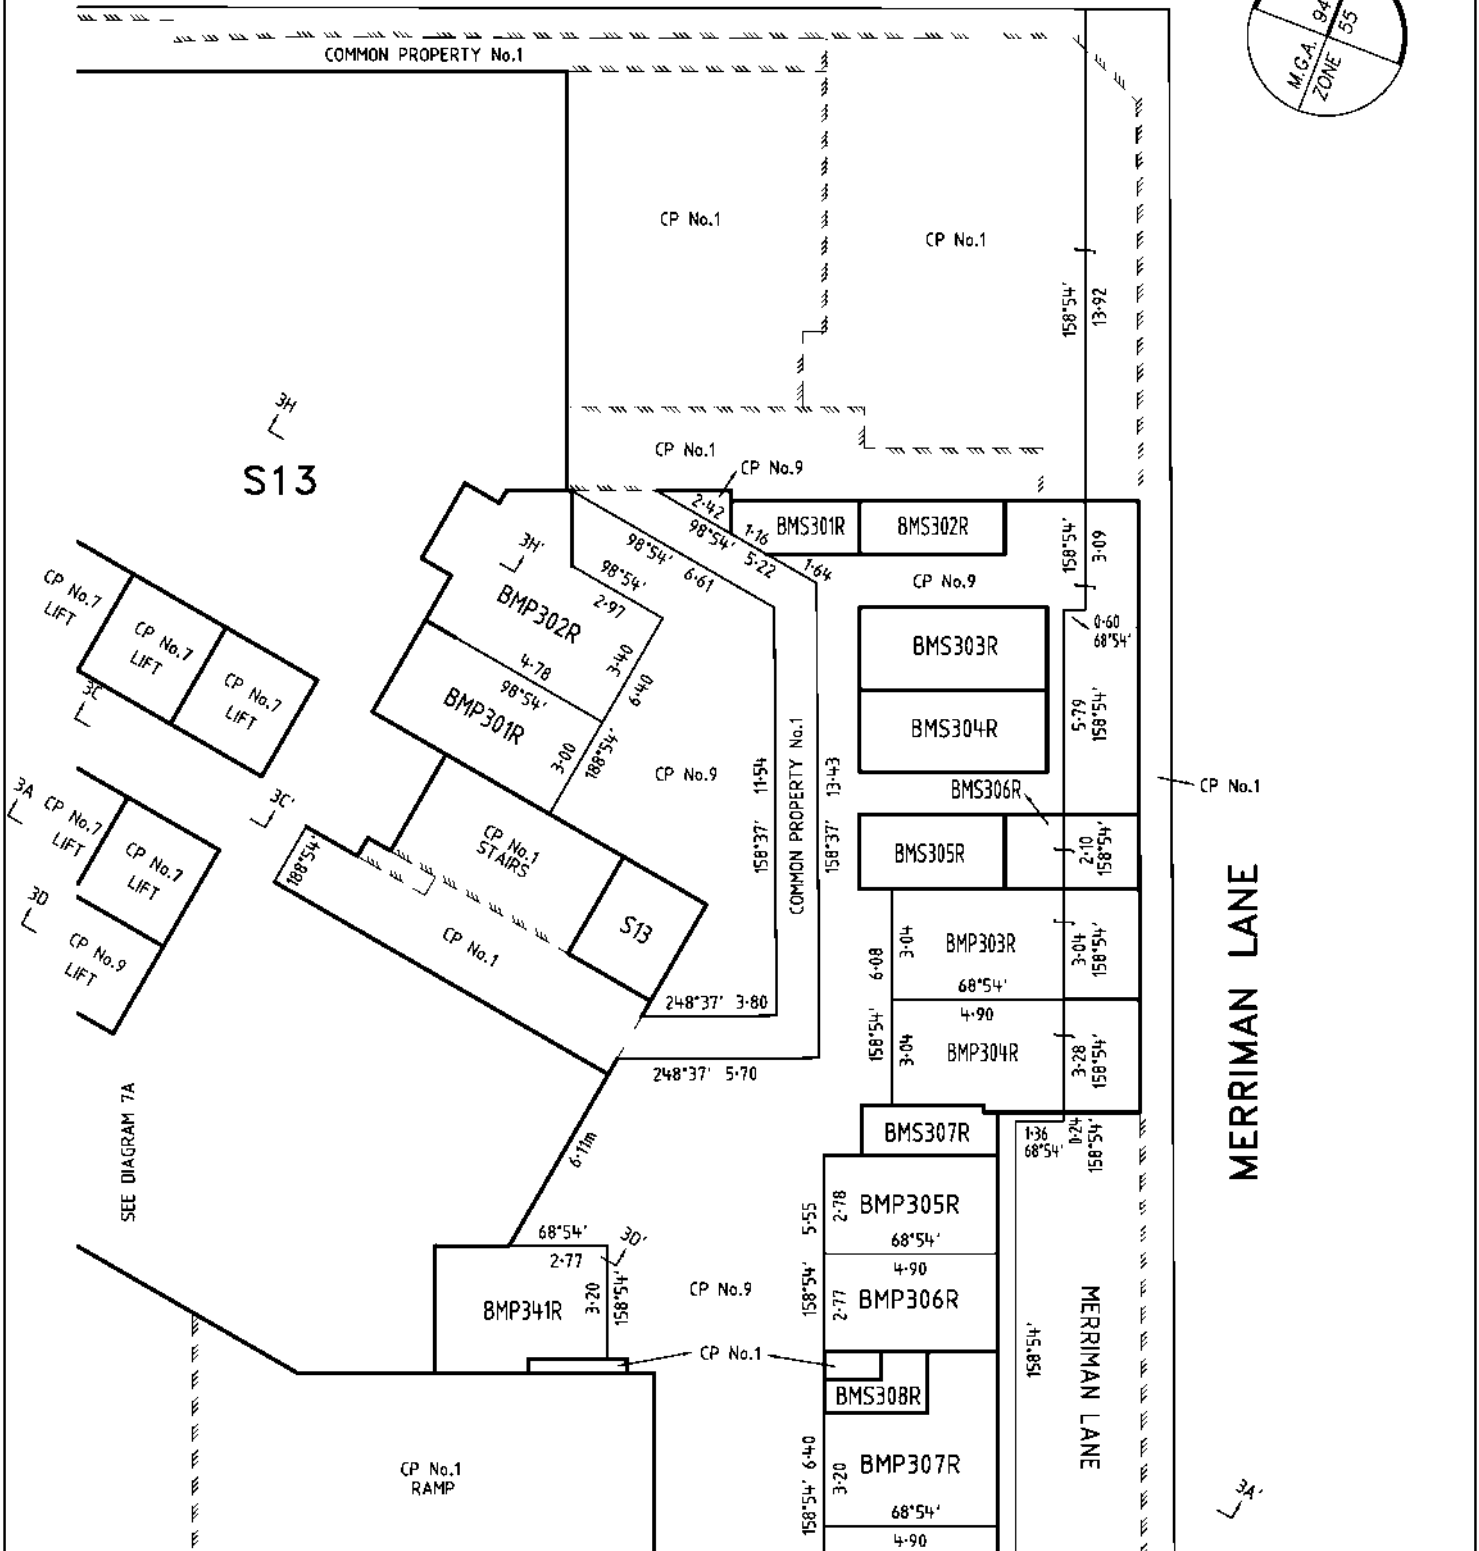 M.G.A. 94
ZONE 55
COMMON PROPERTY No.1
CP No.1
CP No.1
158°54'
13·92
3H
S13
CP No.1
CP No.9
2·42
98°54'
1·16
5·22
1·64
BMS301R
BMS302R
158°54'
3·09
CP No.9
98°54'
6·61
3H'
98°54'
2·97
BMP302R
3·40
6·40
4·78
98°54'
BMP301R
3·00
188°54'
CP No.7
LIFT
CP No.7
LIFT
CP No.7
LIFT
3C
BMS303R
0·60
68°54'
BMS304R
5·79
158°54'
BMS306R
CP No.1
CP No.9
11·54
158°37'
COMMON PROPERTY No.1
13·43
158°37'
3A
CP No.7
LIFT
3C'
CP No.7
LIFT
188°54'
CP No.1
STAIRS
S13
CP No.1
BMS305R
2·10
158°54'
3D
CP No.9
LIFT
6·08
158°54'
3·04
BMP303R
68°54'
3·04
158°54'
248°37' 3·80
4·90
3·04
BMP304R
3·28
158°54'
248°37' 5·70
MERRIMAN LANE
SEE DIAGRAM 7A
6·11m
BMS307R
1·36
68°54'
0·24
158°54'
5·55
158°54'
2·78
BMP305R
68°54'
68°54'
2·77
3D'
4·90
2·77
BMP306R
CP No.9
BMP341R
3·20
158°54'
CP No.1
158°54'
MERRIMAN LANE
BMS308R
CP No.1
RAMP
158°54' 6·40
3·20
BMP307R
68°54'
4·90
3A'